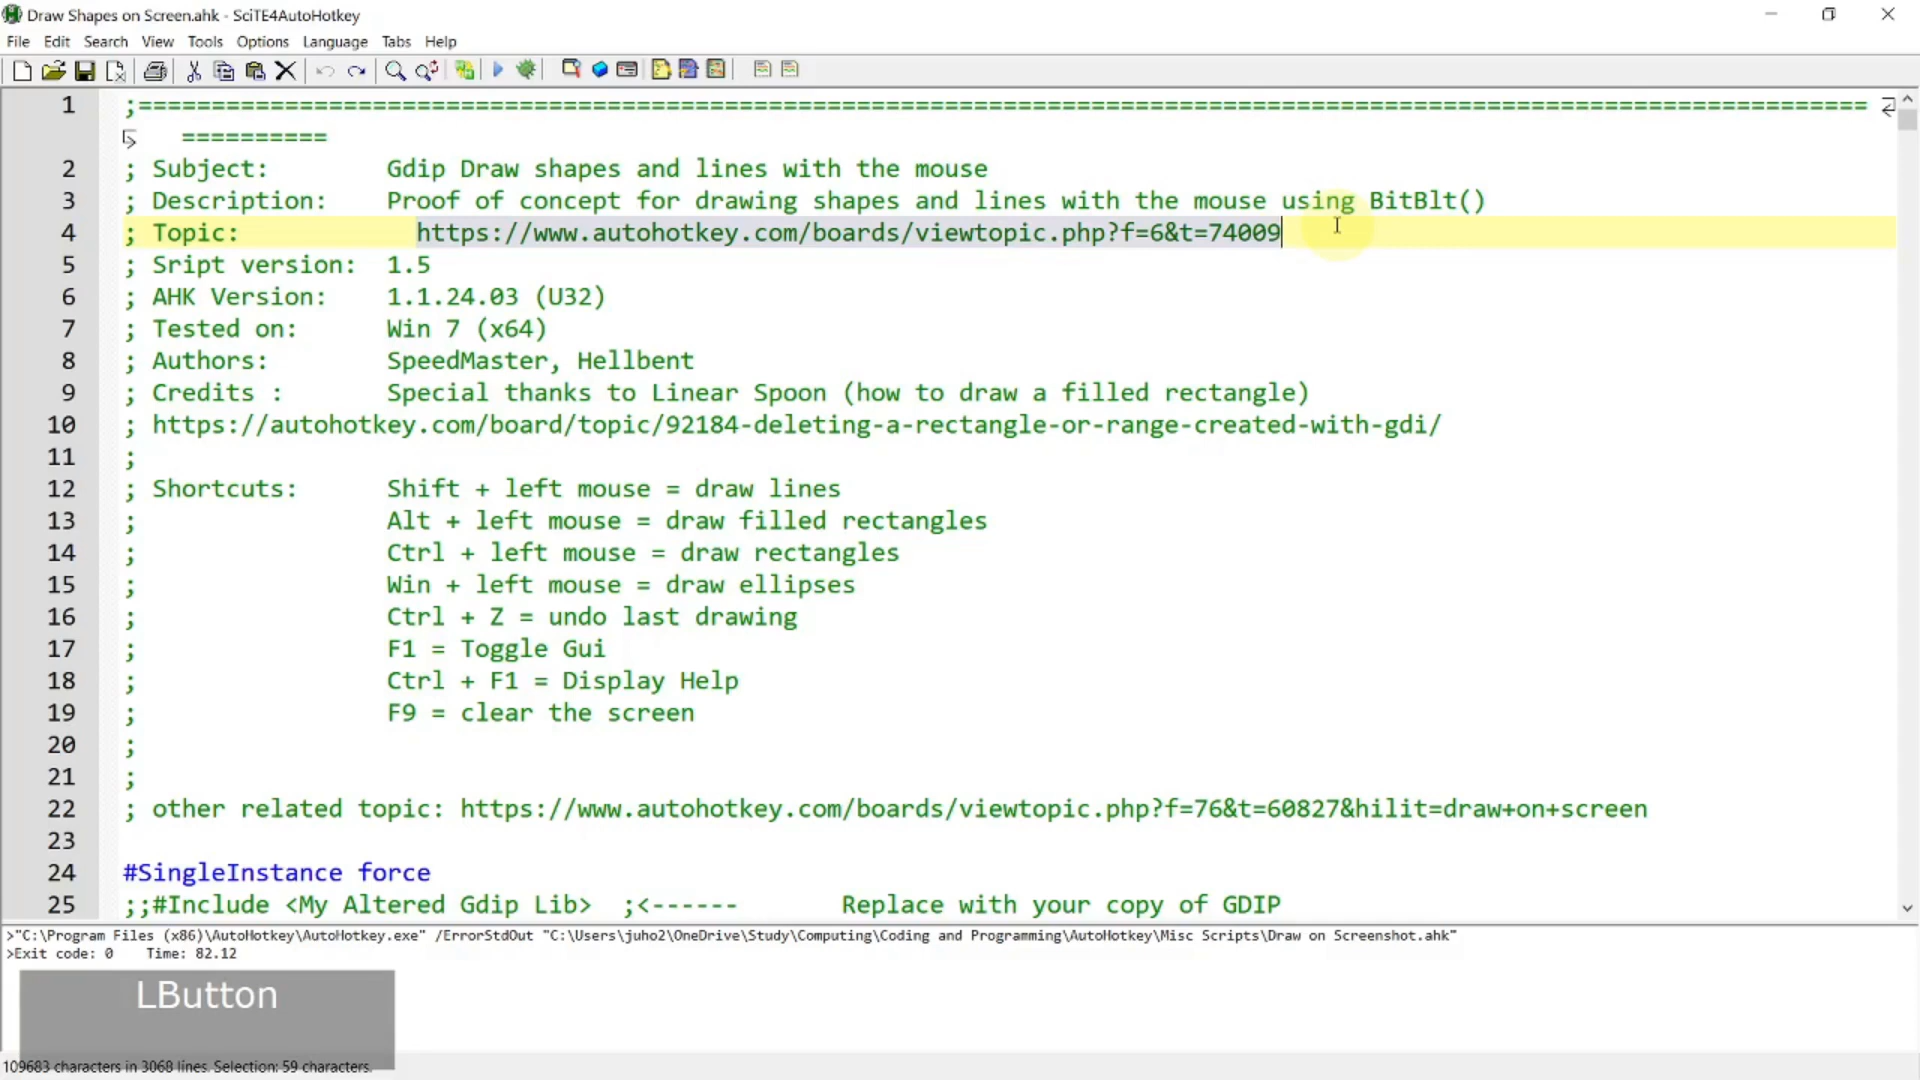 Draw Shapes on Screen.ahk - SciTE4AutoHotkey
File Edit Search View Tools Options Language Tabs Help
1 ;======================================================================================================================
==========
2 ; Subject: Gdip Draw shapes and lines with the mouse
3 ; Description: Proof of concept for drawing shapes and lines with the mouse using BitBlt()
4 ; Topic: https://www.autohotkey.com/boards/viewtopic.php?f=6&t=74009
5 ; Sript version: 1.5
6 ; AHK Version: 1.1.24.03 (U32)
7 ; Tested on: Win 7 (x64)
8 ; Authors: SpeedMaster, Hellbent
9 ; Credits : Special thanks to Linear Spoon (how to draw a filled rectangle)
10 ; https://autohotkey.com/board/topic/92184-deleting-a-rectangle-or-range-created-with-gdi/
11 ;
12 ; Shortcuts: Shift + left mouse = draw lines
13 ; Alt + left mouse = draw filled rectangles
14 ; Ctrl + left mouse = draw rectangles
15 ; Win + left mouse = draw ellipses
16 ; Ctrl + Z = undo last drawing
17 ; F1 = Toggle Gui
18 ; Ctrl + F1 = Display Help
19 ; F9 = clear the screen
20 ;
21 ;
22 ; other related topic: https://www.autohotkey.com/boards/viewtopic.php?f=76&t=60827&hilit=draw+on+screen
23
24 #SingleInstance force
25 ;;#Include <My Altered Gdip Lib> ;<------ Replace with your copy of GDIP
>"C:\Program Files (x86)\AutoHotkey\AutoHotkey.exe" /ErrorStdOut "C:\Users\juho2\OneDrive\Study\Computing\Coding and Programming\AutoHotkey\Misc Scripts\Draw on Screenshot.ahk"
>Exit code: 0 Time: 82.12
LButton
109683 characters in 3068 lines. Selection: 59 characters.